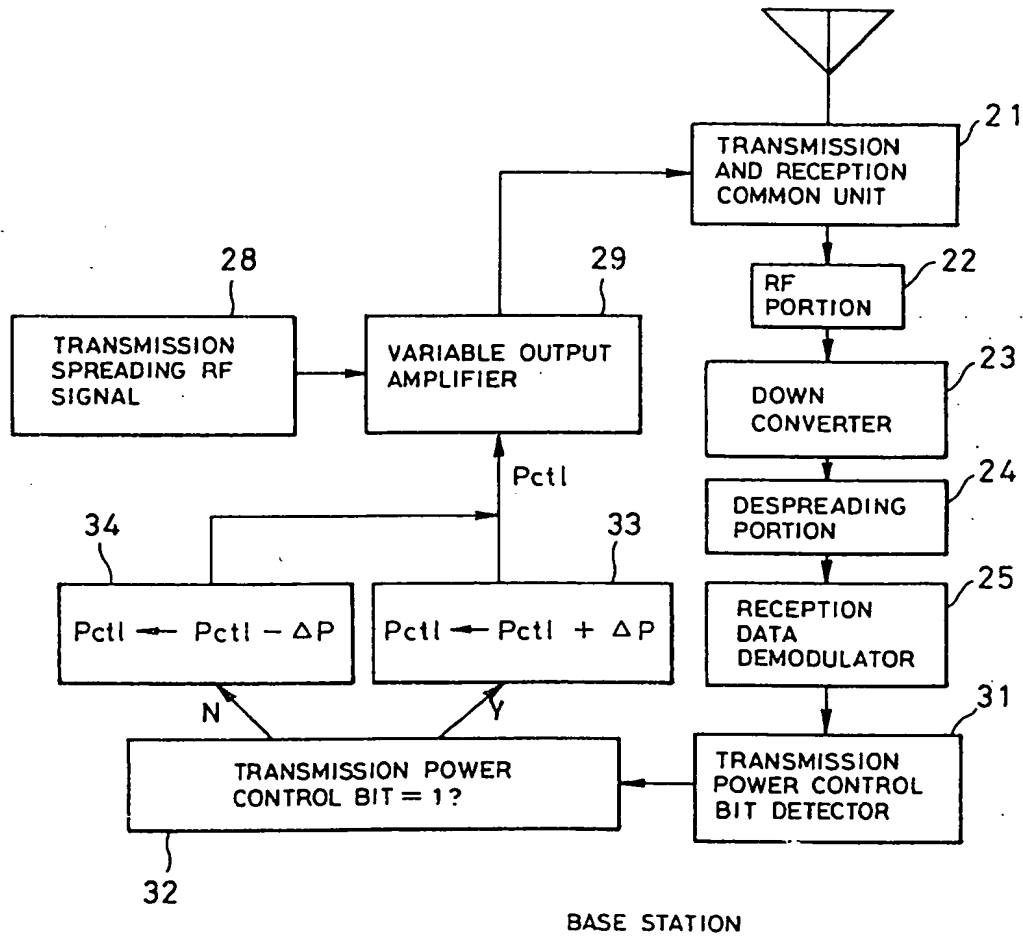 21
TRANSMISSION
AND RECEPTION
COMMON UNIT
22
RF
PORTION
28
29
TRANSMISSION
SPREADING RF
SIGNAL
VARIABLE OUTPUT
AMPLIFIER
23
DOWN
CONVERTER
Pctl
24
DESPREADING
PORTION
34
33
Pctl ← Pctl − ΔP
Pctl ← Pctl + ΔP
25
RECEPTION
DATA
DEMODULATOR
N
Y
31
TRANSMISSION POWER
CONTROL BIT = 1?
TRANSMISSION
POWER CONTROL
BIT DETECTOR
32
BASE STATION